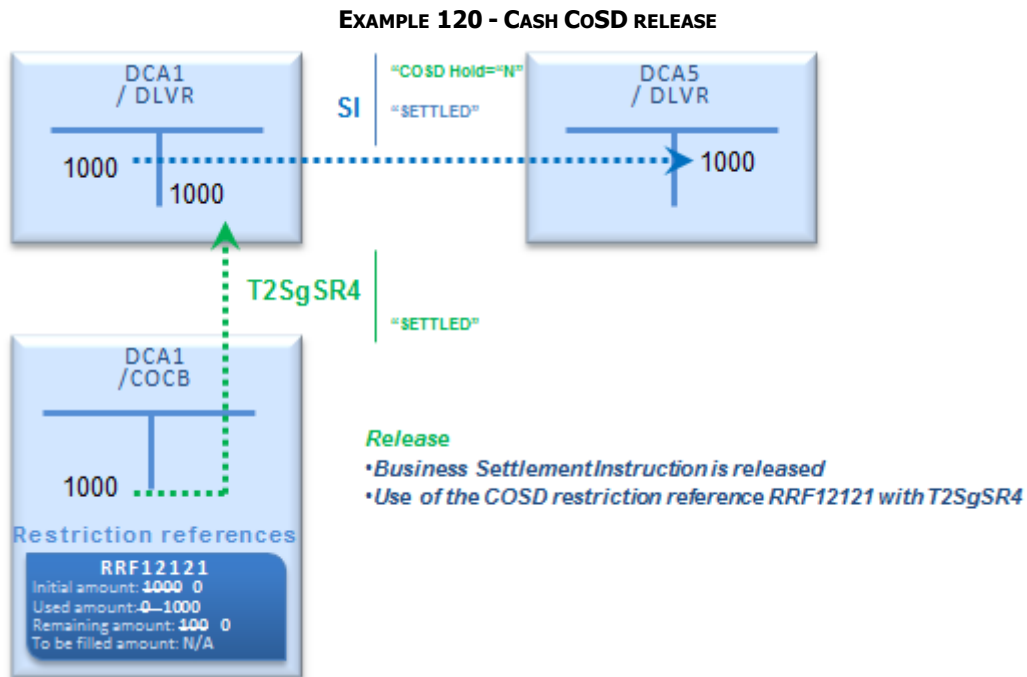 EXAMPLE 120 - CASH COSD RELEASE
DCA1
/ DLVR
1000
1000
SI
"COSD Hold="N"
"SETTLED"
DCA5
/ DLVR
1000
T2SgSR4
"SETTLED"
DCA1
/COCB
1000
Restriction references
RRF12121
Initial amount: 1000 0
Used amount: 0 1000
Remaining amount: 100 0
To be filled amount: N/A
Release
•Business Settlement Instruction is released
•Use of the COSD restriction reference RRF12121 with T2SgSR4